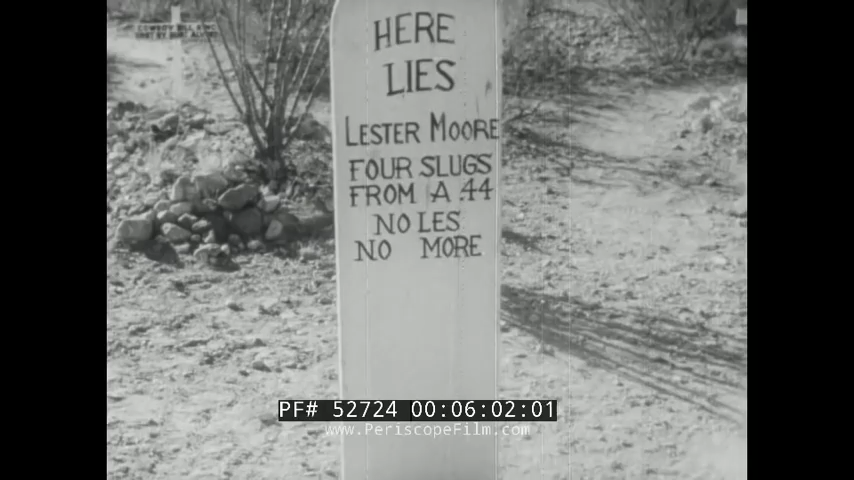 HERE
LIES
LESTER MOORE
FOUR SLUGS
FROM A .44
NO LES
NO MORE
PF# 52724 00:06:02:01
www.PeriscopeFilm.com